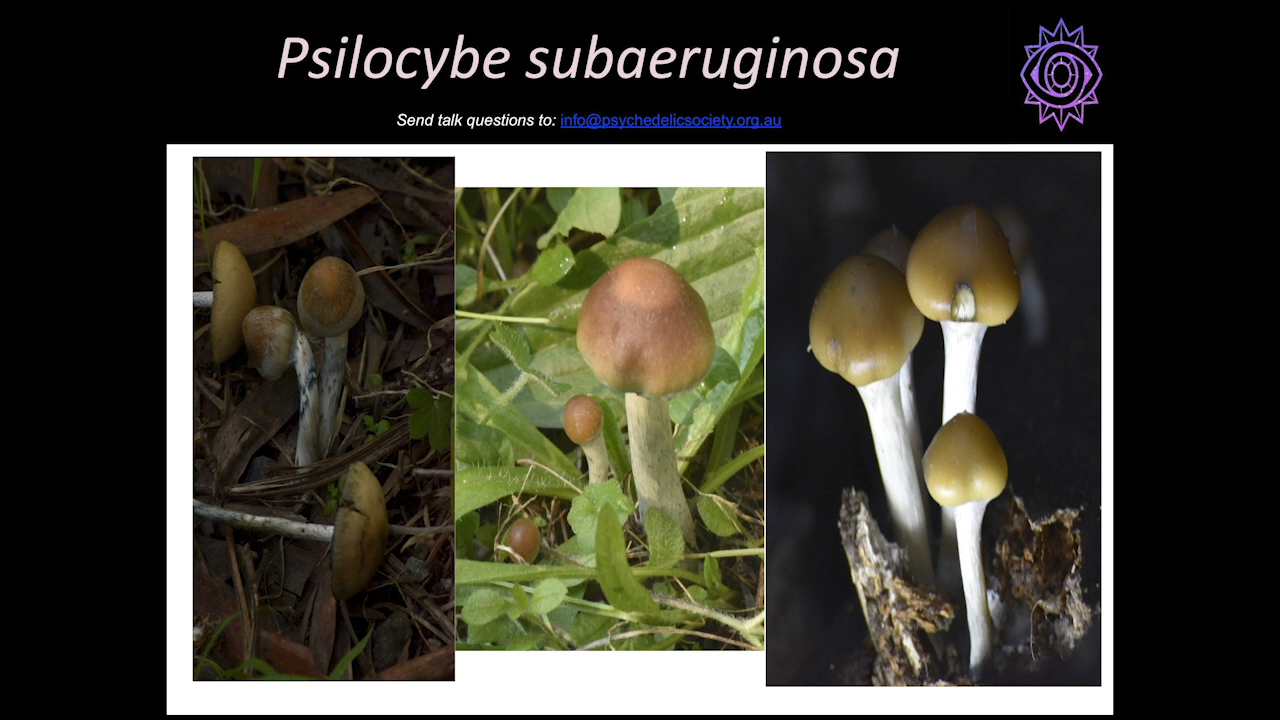 Psilocybe subaeruginosa
Send talk questions to: info@psychedelicsociety.org.au